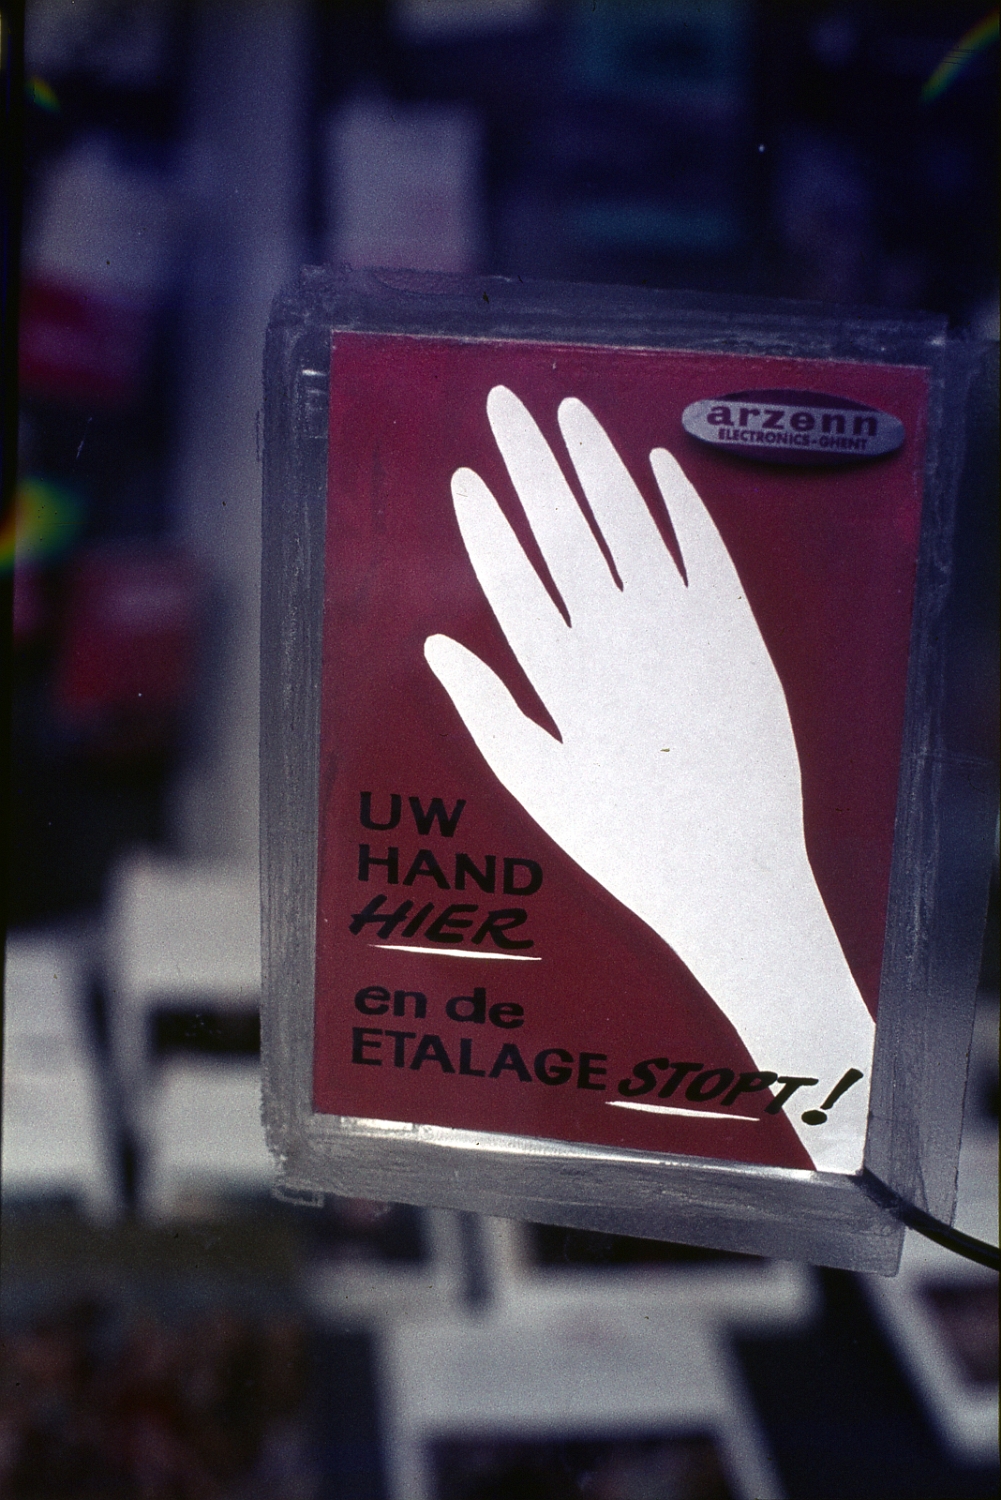 arzenn
ELECTRONICS-GHENT
UW
HAND
HIER
en de
ETALAGE STOPT!